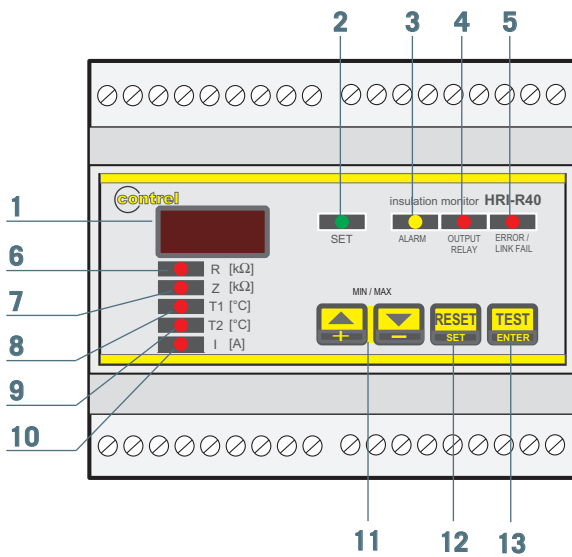 2 3 4 5
contrel
insulation monitor HRI-R40
1
SET
ALARM
OUTPUT RELAY
ERROR / LINK FAIL
6
R [kΩ]
7
Z [kΩ]
8
T1 [°C]
9
T2 [°C]
10
I [A]
MIN / MAX
+
−
RESET
SET
TEST
ENTER
11 12 13